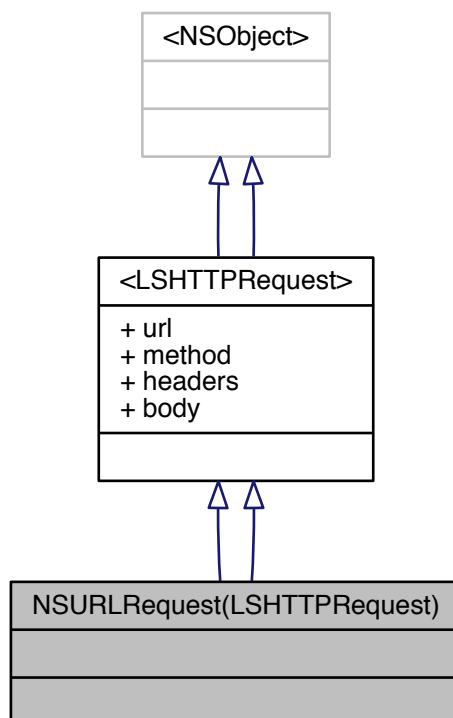 <NSObject>
<LSHTTPRequest>
+ url
+ method
+ headers
+ body
NSURLRequest(LSHTTPRequest)